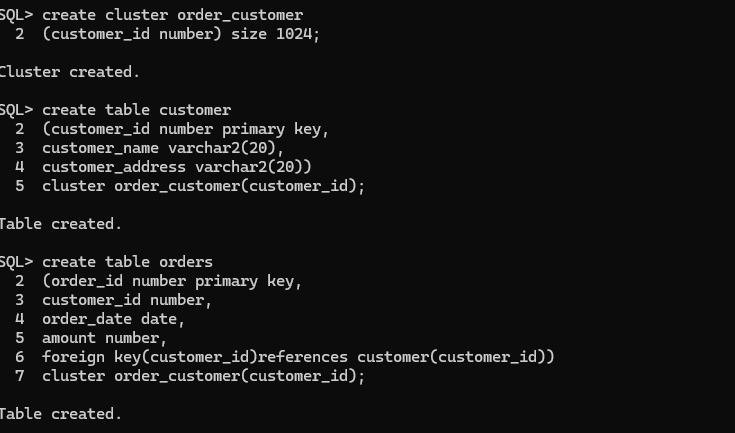 SQL> create cluster order_customer
2 (customer_id number) size 1024;
Cluster created.
SQL> create table customer
2 (customer_id number primary key,
3 customer_name varchar2(20),
4 customer_address varchar2(20))
5 cluster order_customer(customer_id);
Table created.
SQL> create table orders
2 (order_id number primary key,
3 customer_id number,
4 order_date date,
5 amount number,
6 foreign key(customer_id)references customer(customer_id))
7 cluster order_customer(customer_id);
Table created.